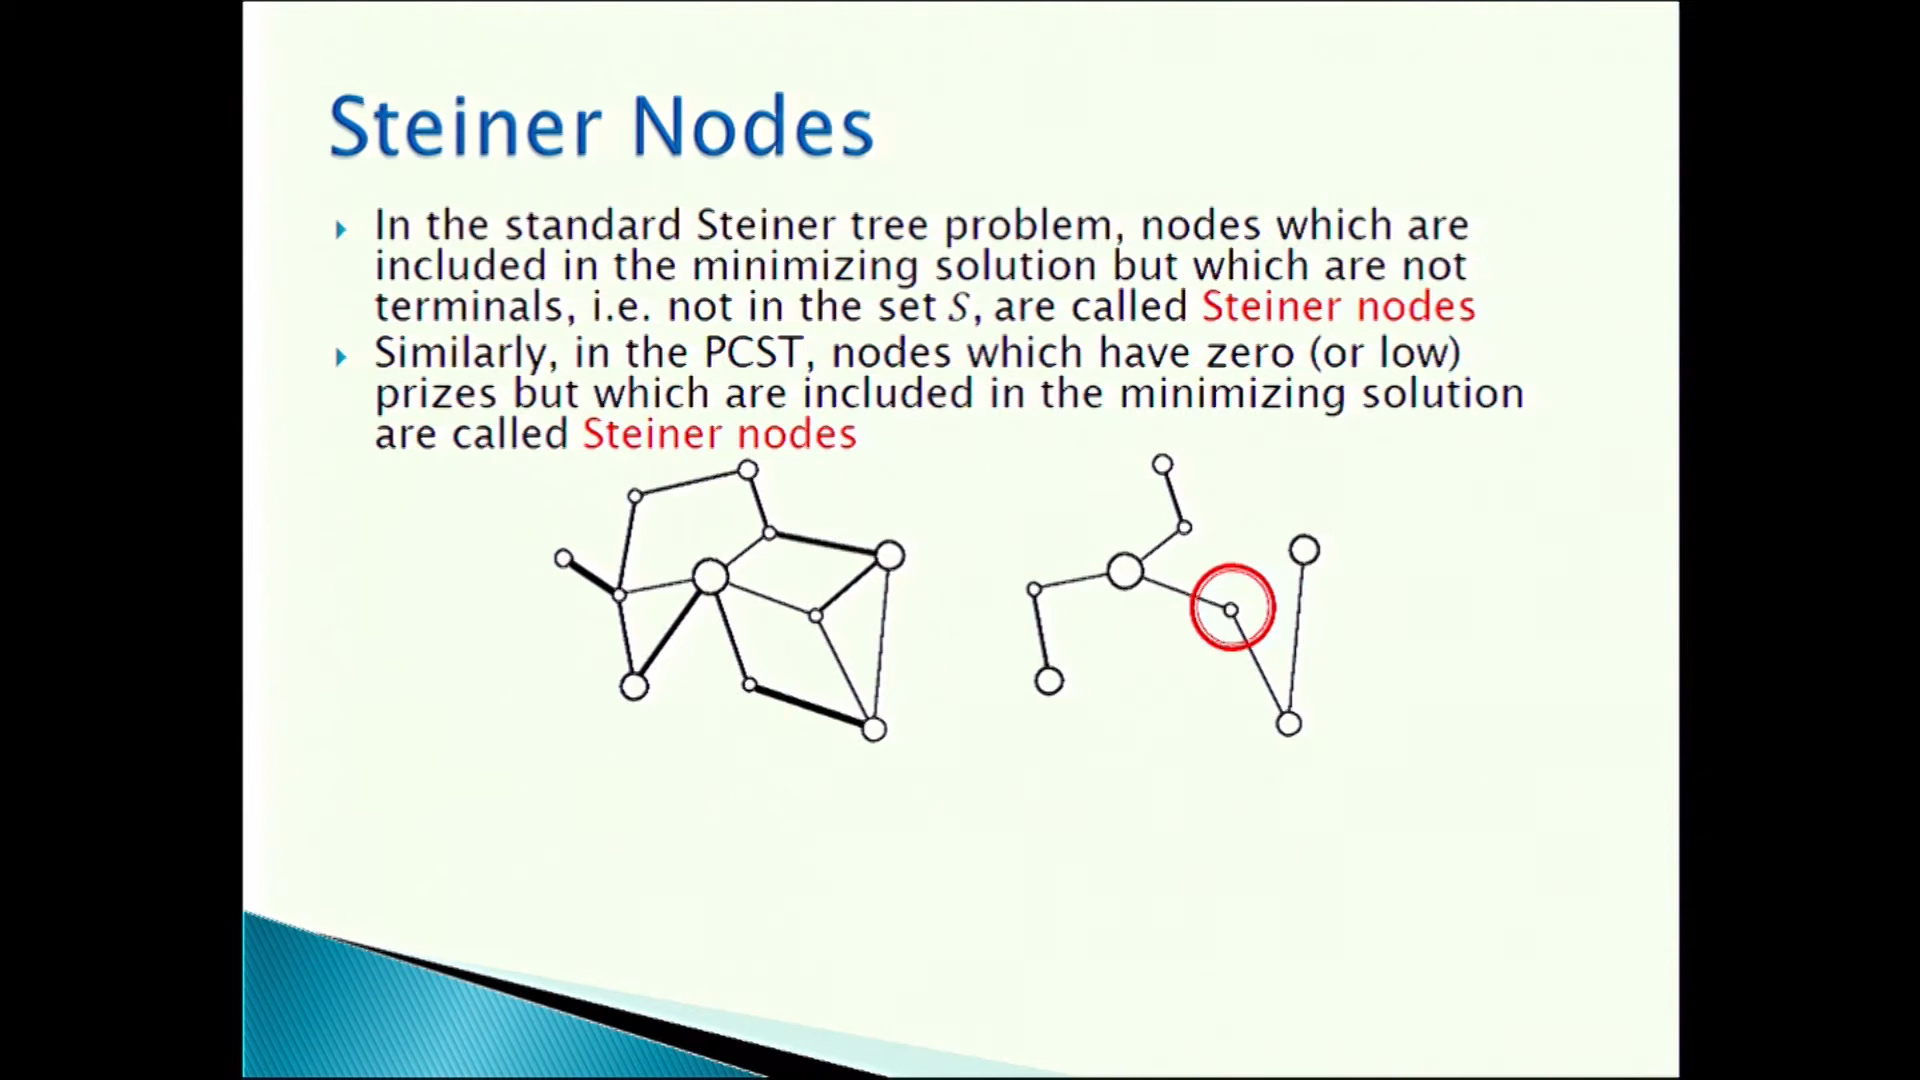 Steiner Nodes
In the standard Steiner tree problem, nodes which are
included in the minimizing solution but which are not
terminals, i.e. not in the set S, are called Steiner nodes
Similarly, in the PCST, nodes which have zero (or low)
prizes but which are included in the minimizing solution
are called Steiner nodes